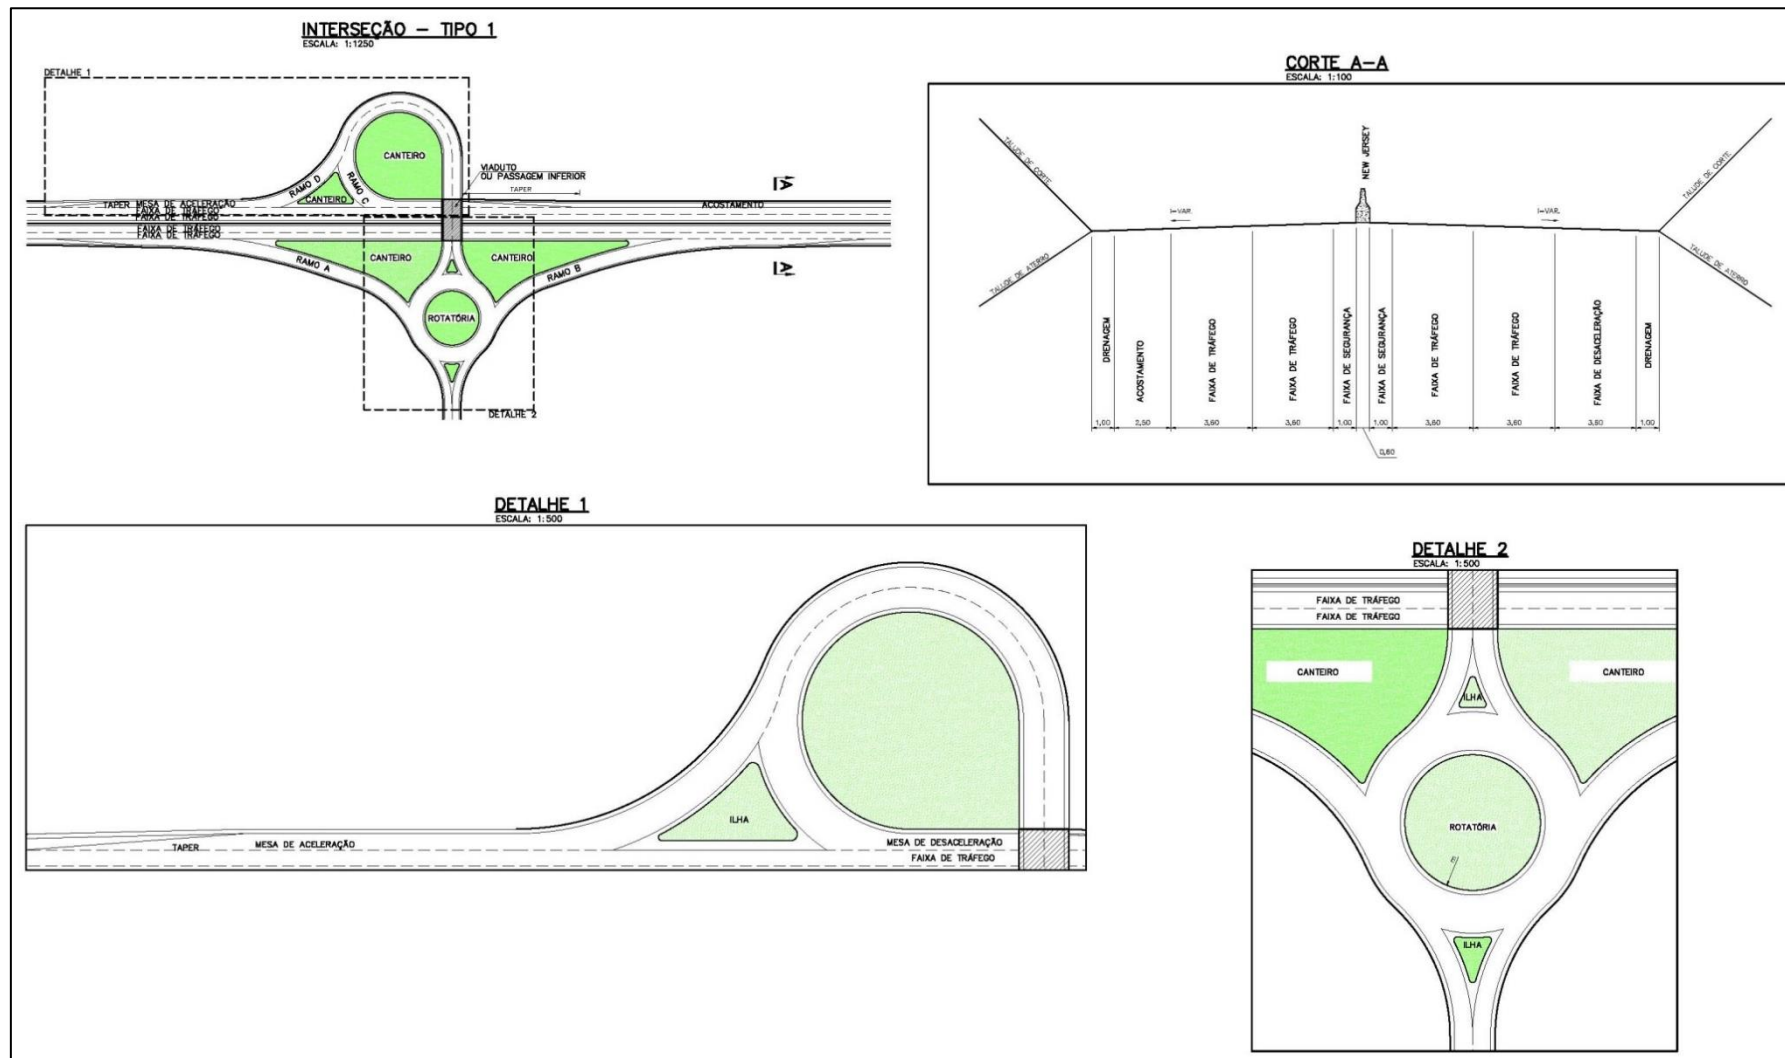 INTERSEÇÃO – TIPO 1
ESCALA: 1:1250
DETALHE 1
CANTEIRO
VIADUTO
OU PASSAGEM INFERIOR
TAPER
RAMO D
RAMO C
CANTEIRO
A
TAPER
MESA DE ACELERAÇÃO
FAIXA DE TRÁFEGO
FAIXA DE TRÁFEGO
ACOSTAMENTO
FAIXA DE TRÁFEGO
FAIXA DE TRÁFEGO
RAMO A
CANTEIRO
CANTEIRO
RAMO B
A
ROTATÓRIA
DETALHE 2
CORTE A-A
ESCALA: 1:100
TALUDE DE CORTE
NEW JERSEY
TALUDE DE CORTE
I=VAR.
I=VAR.
TALUDE DE ATERRO
TALUDE DE ATERRO
DRENAGEM
ACOSTAMENTO
FAIXA DE TRÁFEGO
FAIXA DE TRÁFEGO
FAIXA DE SEGURANÇA
FAIXA DE SEGURANÇA
FAIXA DE TRÁFEGO
FAIXA DE TRÁFEGO
FAIXA DE DESACELERAÇÃO
DRENAGEM
1,00
2,50
3,60
3,60
1,00
1,00
3,60
3,60
3,60
1,00
0,60
DETALHE 1
ESCALA: 1:500
ILHA
TAPER
MESA DE ACELERAÇÃO
MESA DE DESACELERAÇÃO
FAIXA DE TRÁFEGO
DETALHE 2
ESCALA: 1:500
FAIXA DE TRÁFEGO
FAIXA DE TRÁFEGO
CANTEIRO
CANTEIRO
ILHA
ROTATÓRIA
ILHA